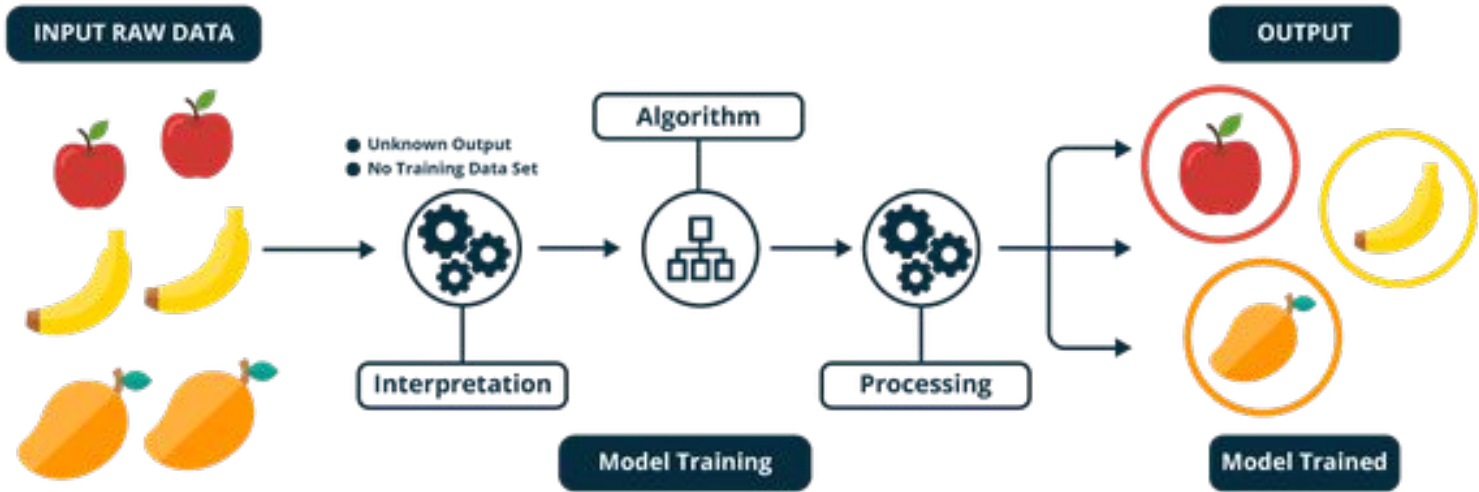 INPUT RAW DATA
OUTPUT
Algorithm
Unknown Output
No Training Data Set
Interpretation
Processing
Model Training
Model Trained